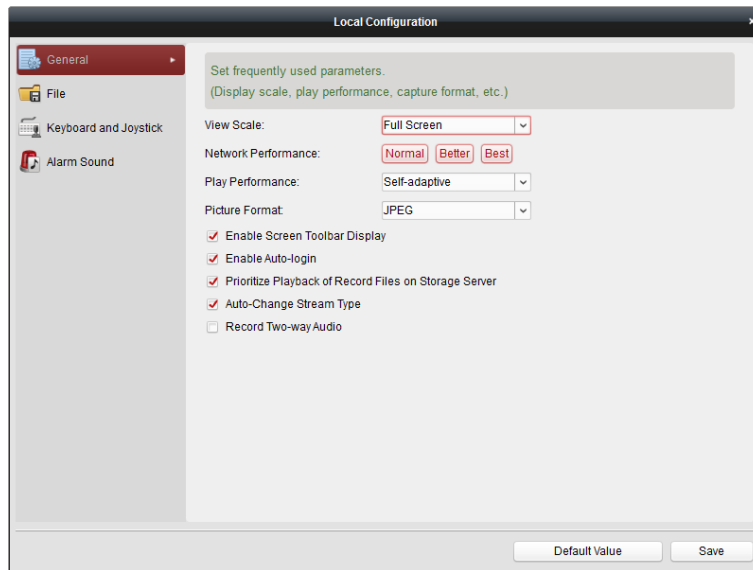 Local Configuration
General
File
Keyboard and Joystick
Alarm Sound
Set frequently used parameters.
(Display scale, play performance, capture format, etc.)
View Scale: Full Screen
Network Performance: Normal Better Best
Play Performance: Self-adaptive
Picture Format: JPEG
Enable Screen Toolbar Display
Enable Auto-login
Prioritize Playback of Record Files on Storage Server
Auto-Change Stream Type
Record Two-way Audio
Default Value Save